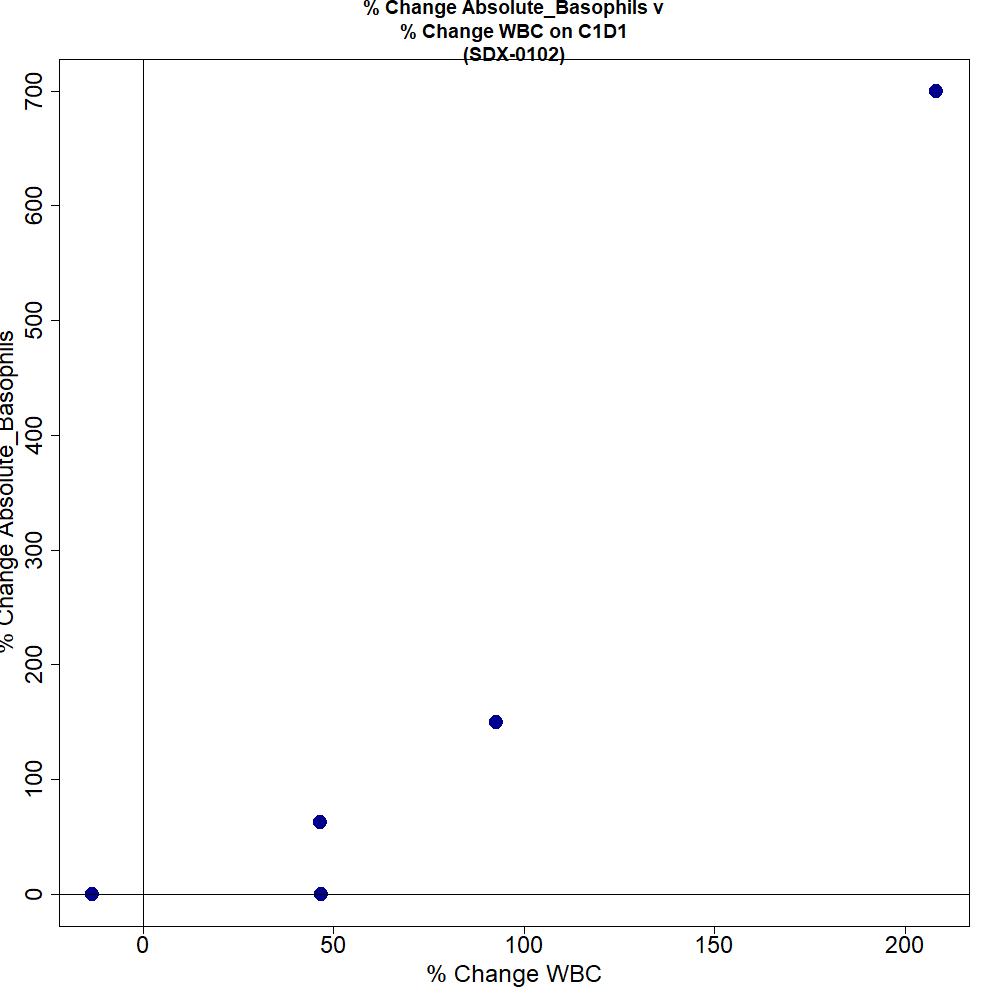 % Change Absolute_Basophils v
% Change WBC on C1D1
(SDX-0102)
% Change Absolute_Basophils
700
600
500
400
300
200
100
0
0 50 100 150 200
% Change WBC